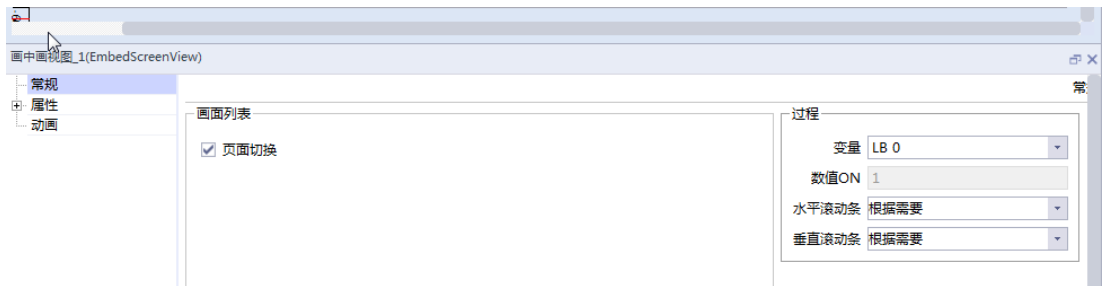 画中画视图_1(EmbedScreenView)
常规
属性
动画
画面列表
页面切换
过程
变量 LB 0
数值ON 1
水平滚动条 根据需要
垂直滚动条 根据需要